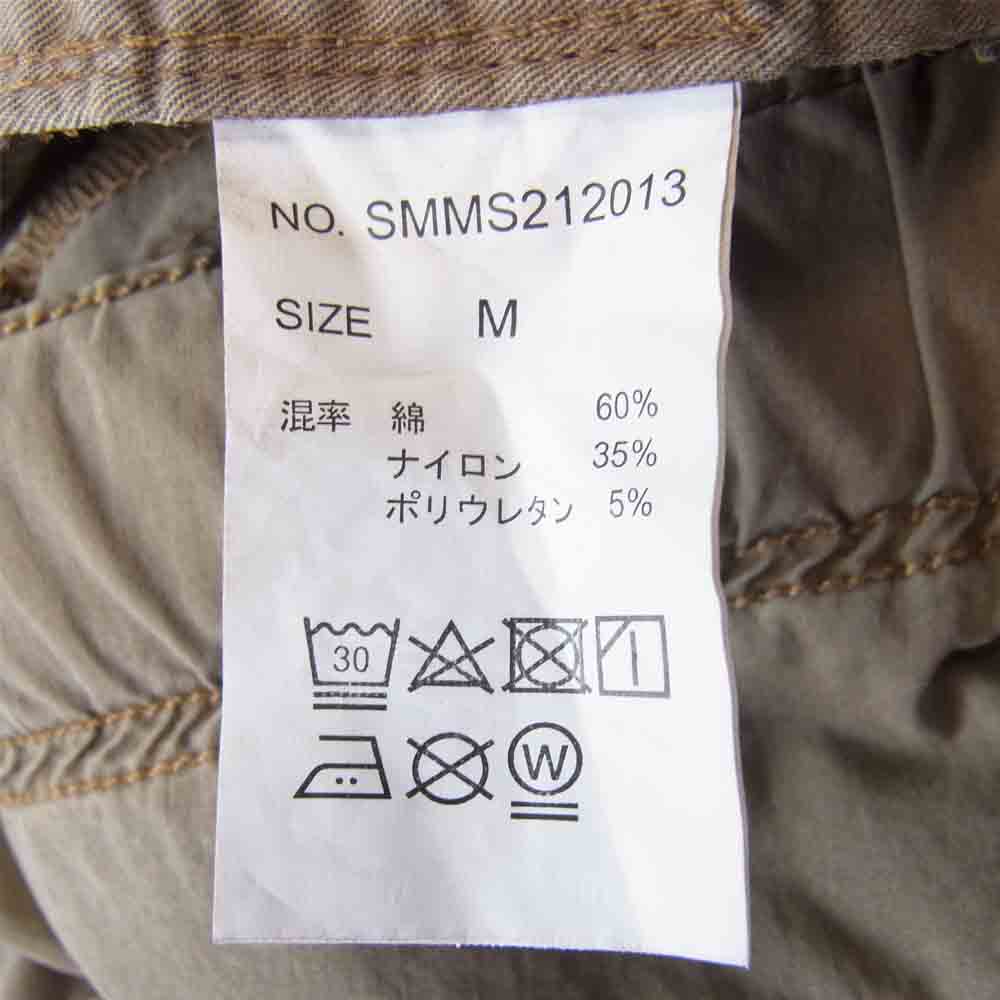 NO. SMMS212013
SIZE M
混率 綿 60%
ナイロン 35%
ポリウレタン 5%
30
W